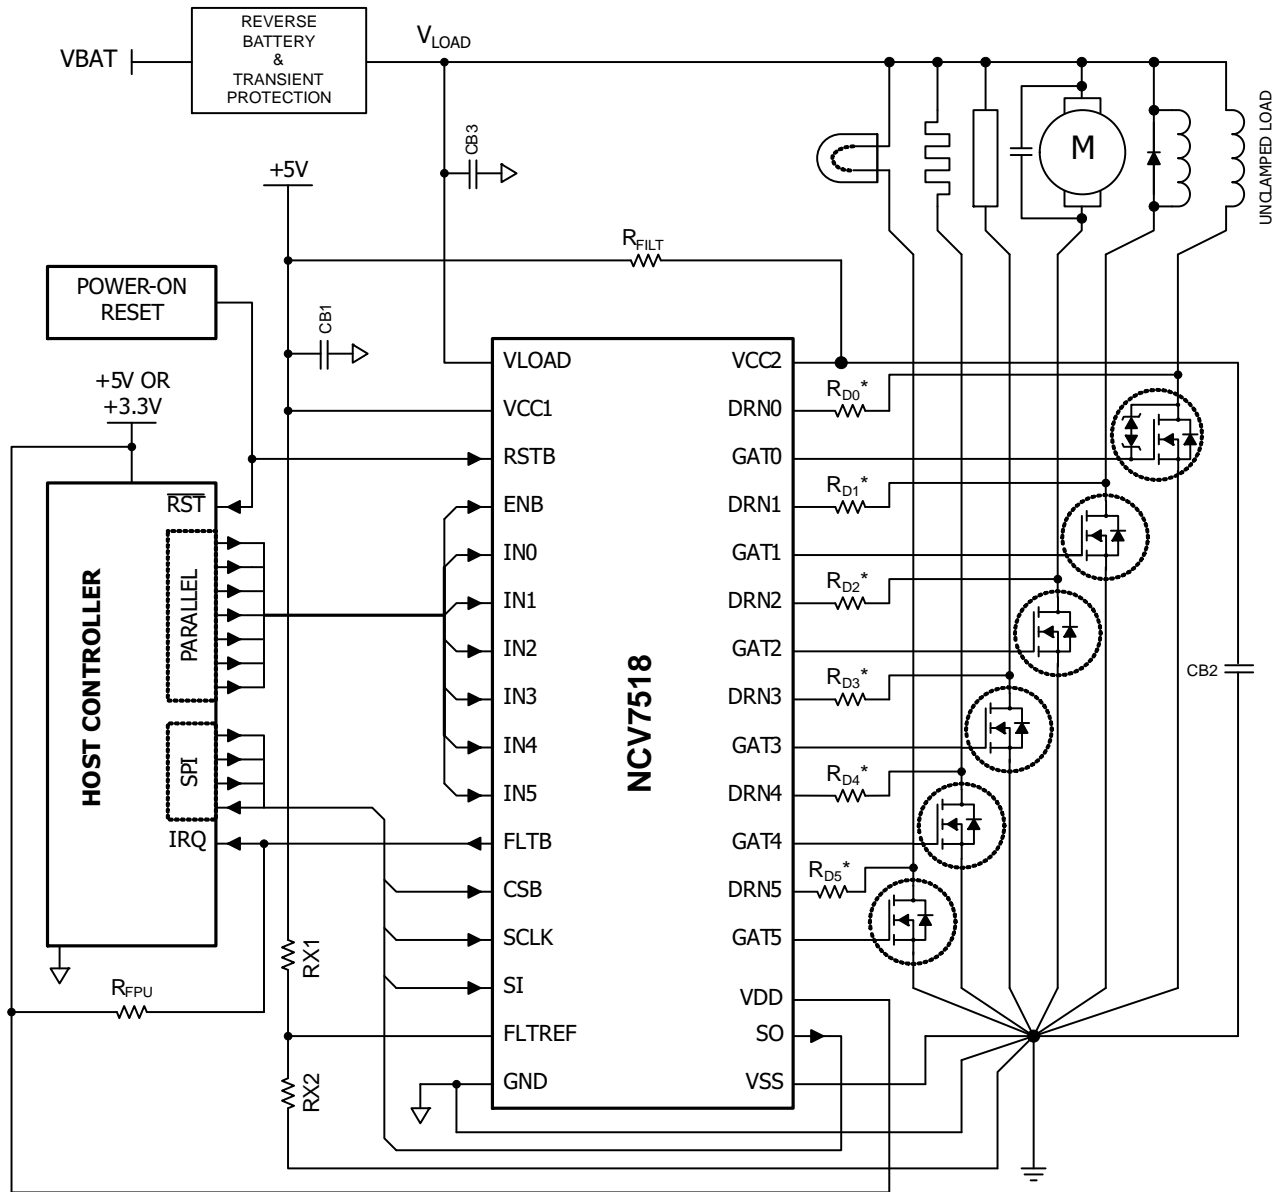 REVERSE
BATTERY
&
TRANSIENT
PROTECTION
VBAT
VLOAD
CB3
M
UNCLAMPED LOAD
+5V
RFILT
POWER-ON
RESET
CB1
+5V OR
+3.3V
HOST CONTROLLER
RST
PARALLEL
SPI
IRQ
RFPU
RX1
RX2
NCV7518
VLOAD
VCC1
RSTB
ENB
IN0
IN1
IN2
IN3
IN4
IN5
FLTB
CSB
SCLK
SI
FLTREF
GND
VCC2
DRN0
GAT0
DRN1
GAT1
DRN2
GAT2
DRN3
GAT3
DRN4
GAT4
DRN5
GAT5
VDD
SO
VSS
RD0*
RD1*
RD2*
RD3*
RD4*
RD5*
CB2